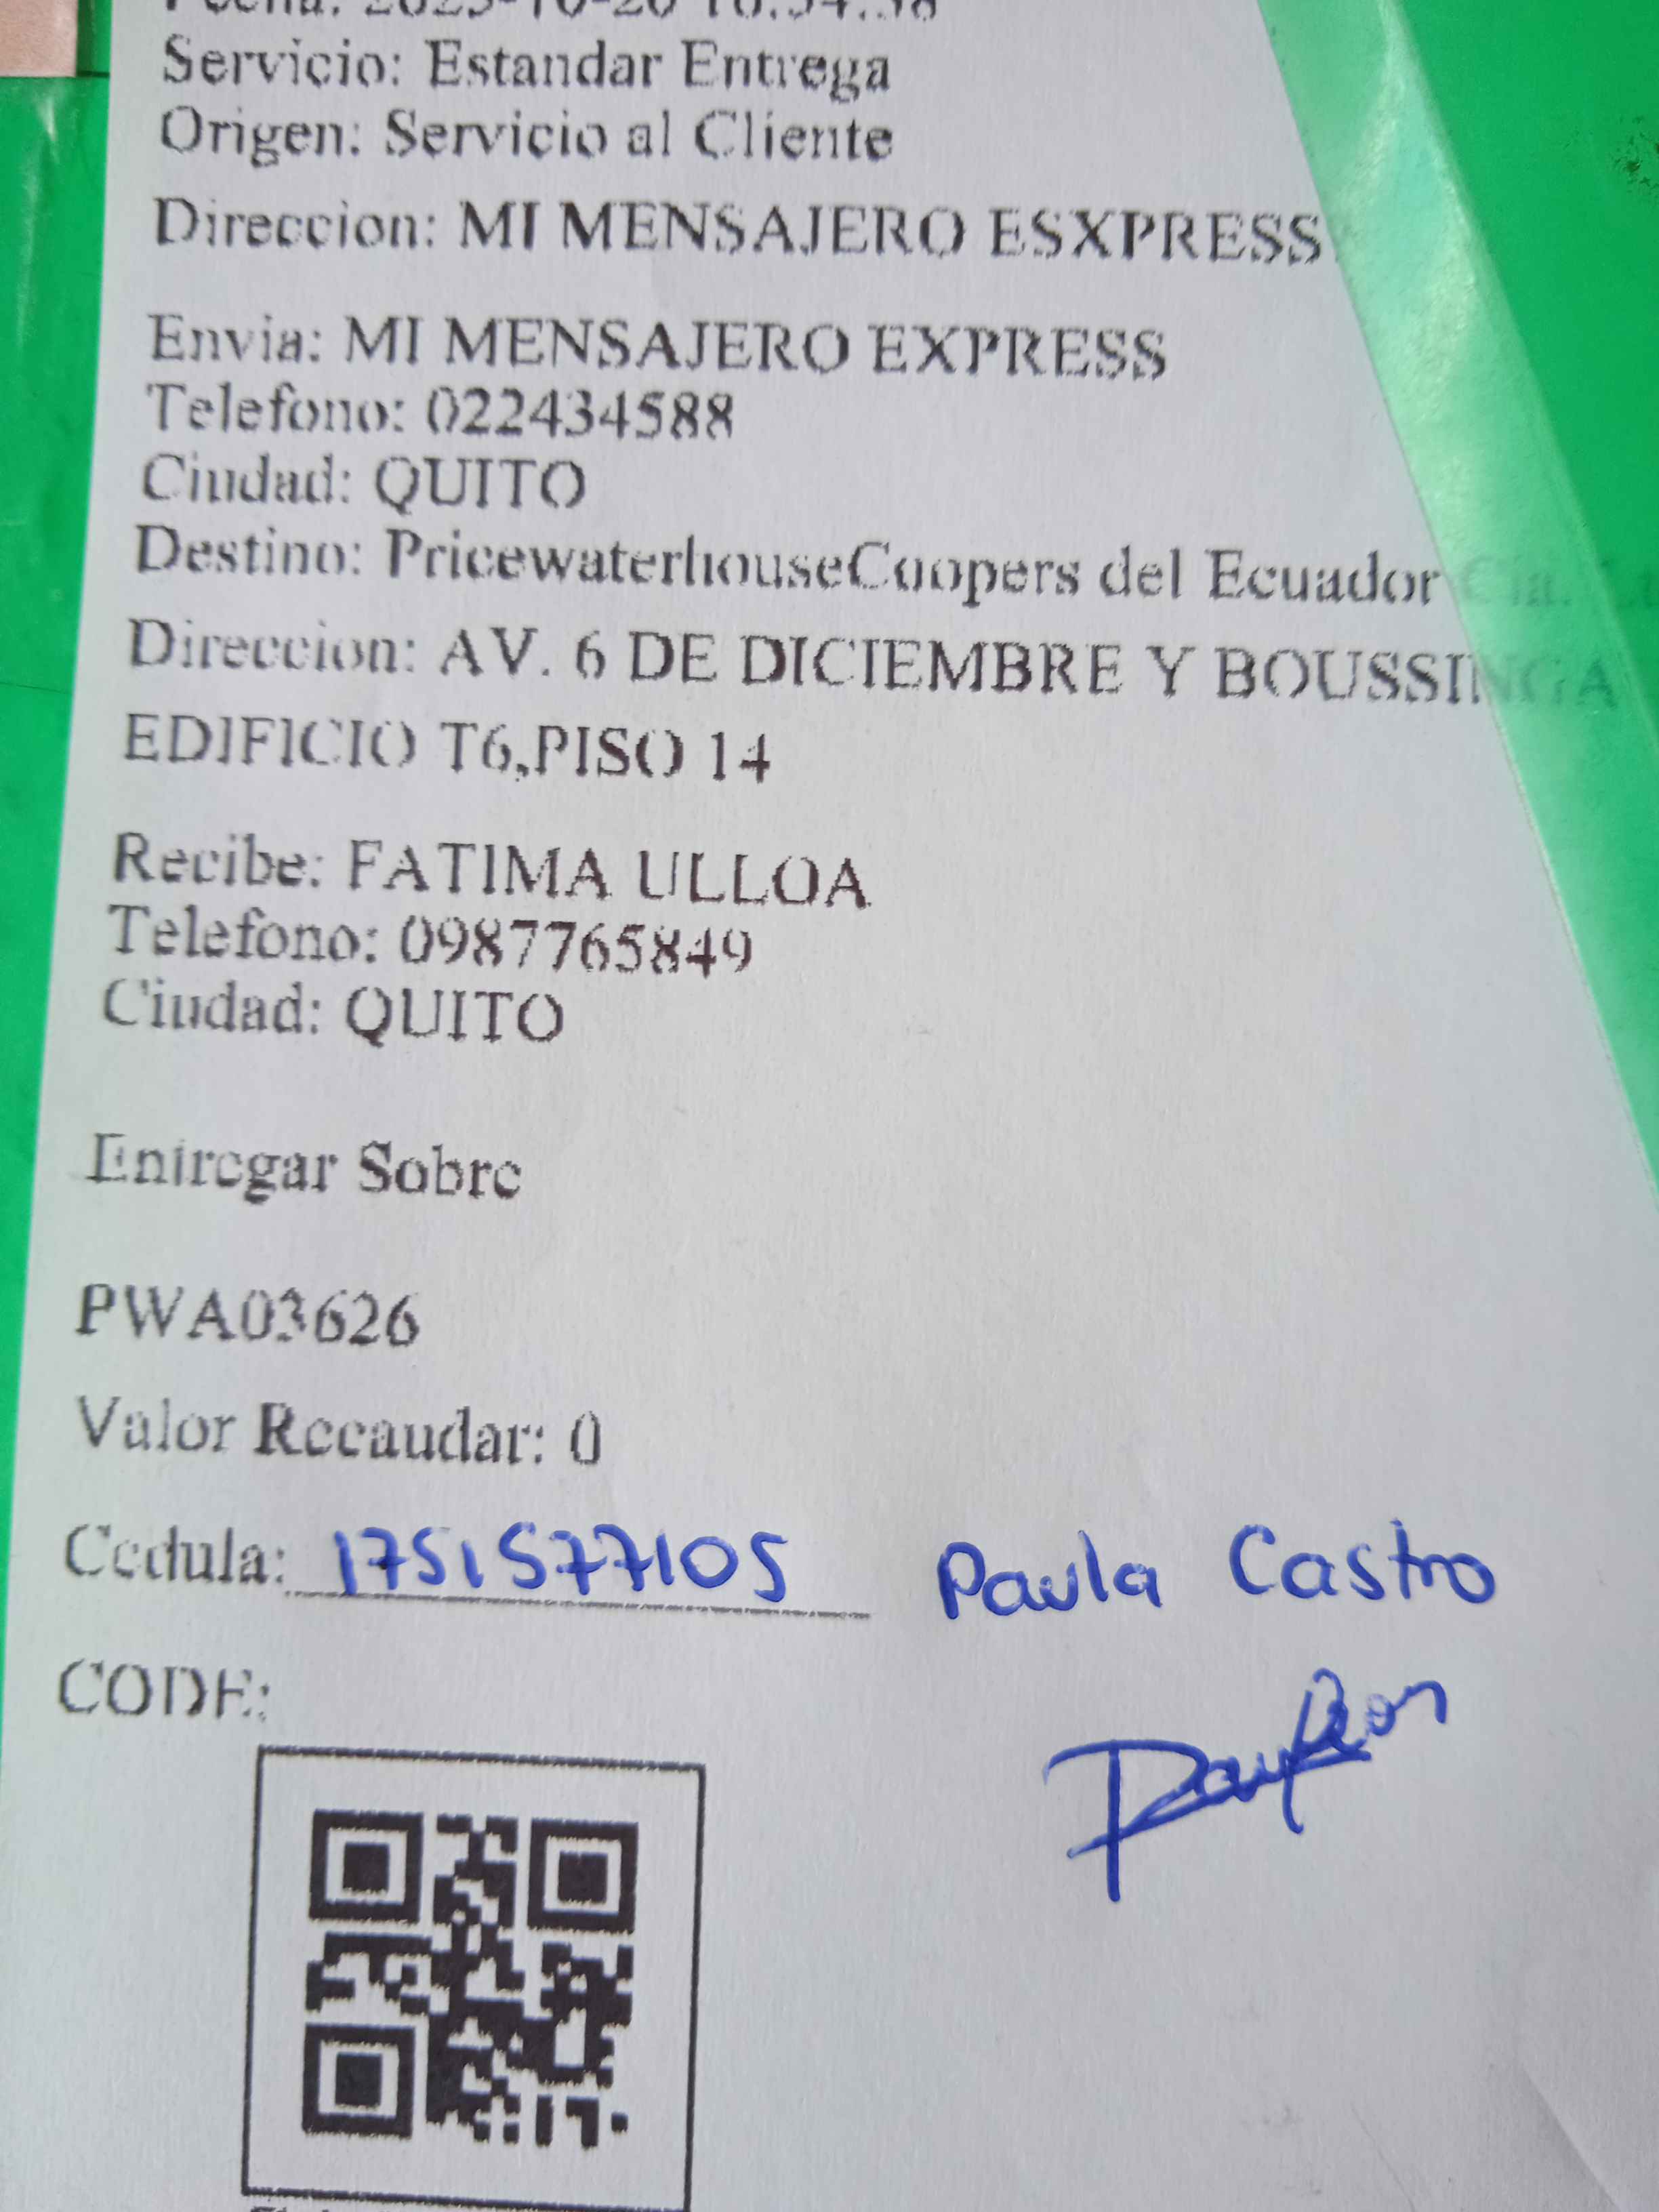 Servicio: Estandar Entrega
Origen: Servicio al Cliente
Direccion: MI MENSAJERO ESXPRESS
Envia: MI MENSAJERO EXPRESS
Telefono: 022434588
Ciudad: QUITO
Destino: PricewaterhouseCoopers del Ecuador Cia.
Direccion: AV. 6 DE DICIEMBRE Y BOUSSINGA
EDIFICIO T6,PISO 14
Recibe: FATIMA ULLOA
Telefono: 0987765849
Ciudad: QUITO
Entregar Sobre
PWA03626
Valor Recaudar: 0
Cedula: 1751577105 Paula Castro
CODE: